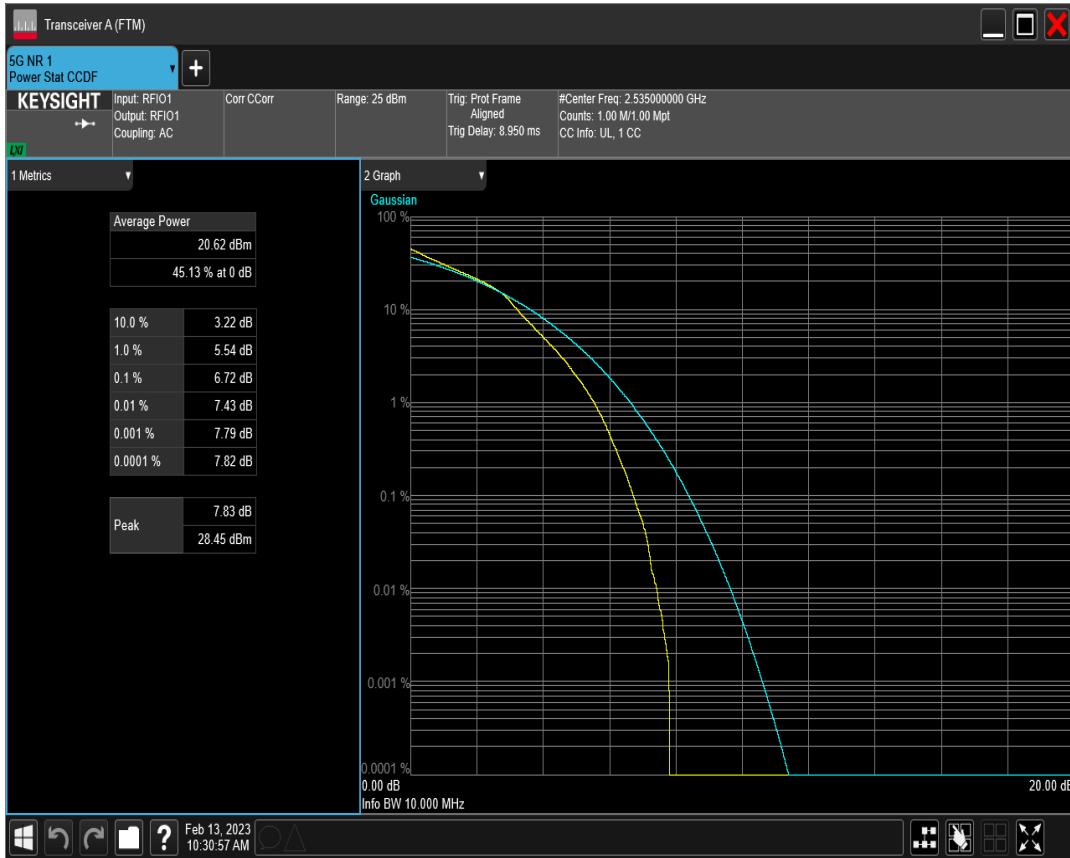 Transceiver A (FTM)
5G NR 1
Power Stat CCDF
+
KEYSIGHT
LXI
Input: RFIO1
Output: RFIO1
Coupling: AC
Corr CCorr
Range: 25 dBm
Trig: Prot Frame
Aligned
Trig Delay: 8.950 ms
#Center Freq: 2.535000000 GHz
Counts: 1.00 M/1.00 Mpt
CC Info: UL, 1 CC
1 Metrics
Average Power
20.62 dBm
45.13 % at 0 dB
10.0 % 3.22 dB
1.0 % 5.54 dB
0.1 % 6.72 dB
0.01 % 7.43 dB
0.001 % 7.79 dB
0.0001 % 7.82 dB
Peak 7.83 dB
28.45 dBm
2 Graph
Gaussian
100 %
10 %
1 %
0.1 %
0.01 %
0.001 %
0.0001 %
0.00 dB 20.00 dB
Info BW 10.000 MHz
?
Feb 13, 2023
10:30:57 AM